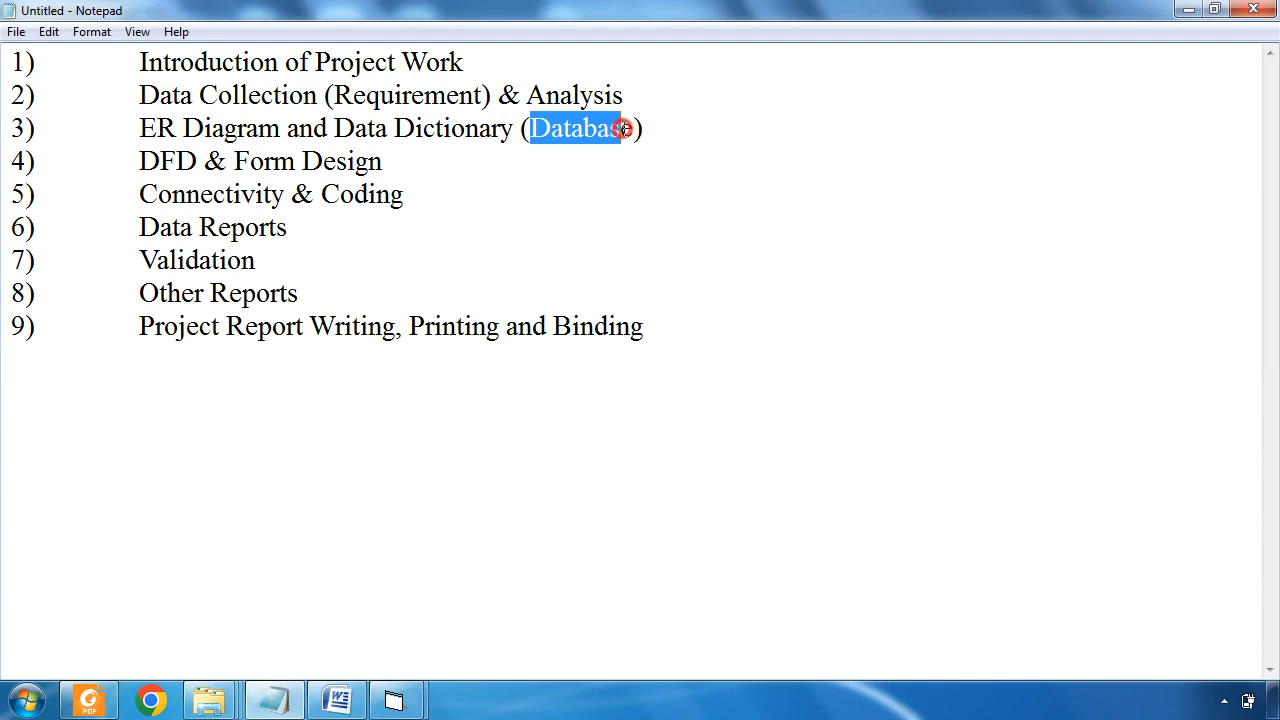 Untitled - Notepad
File Edit Format View Help
1) Introduction of Project Work
2) Data Collection (Requirement) & Analysis
3) ER Diagram and Data Dictionary (Database)
4) DFD & Form Design
5) Connectivity & Coding
6) Data Reports
7) Validation
8) Other Reports
9) Project Report Writing, Printing and Binding
PDF